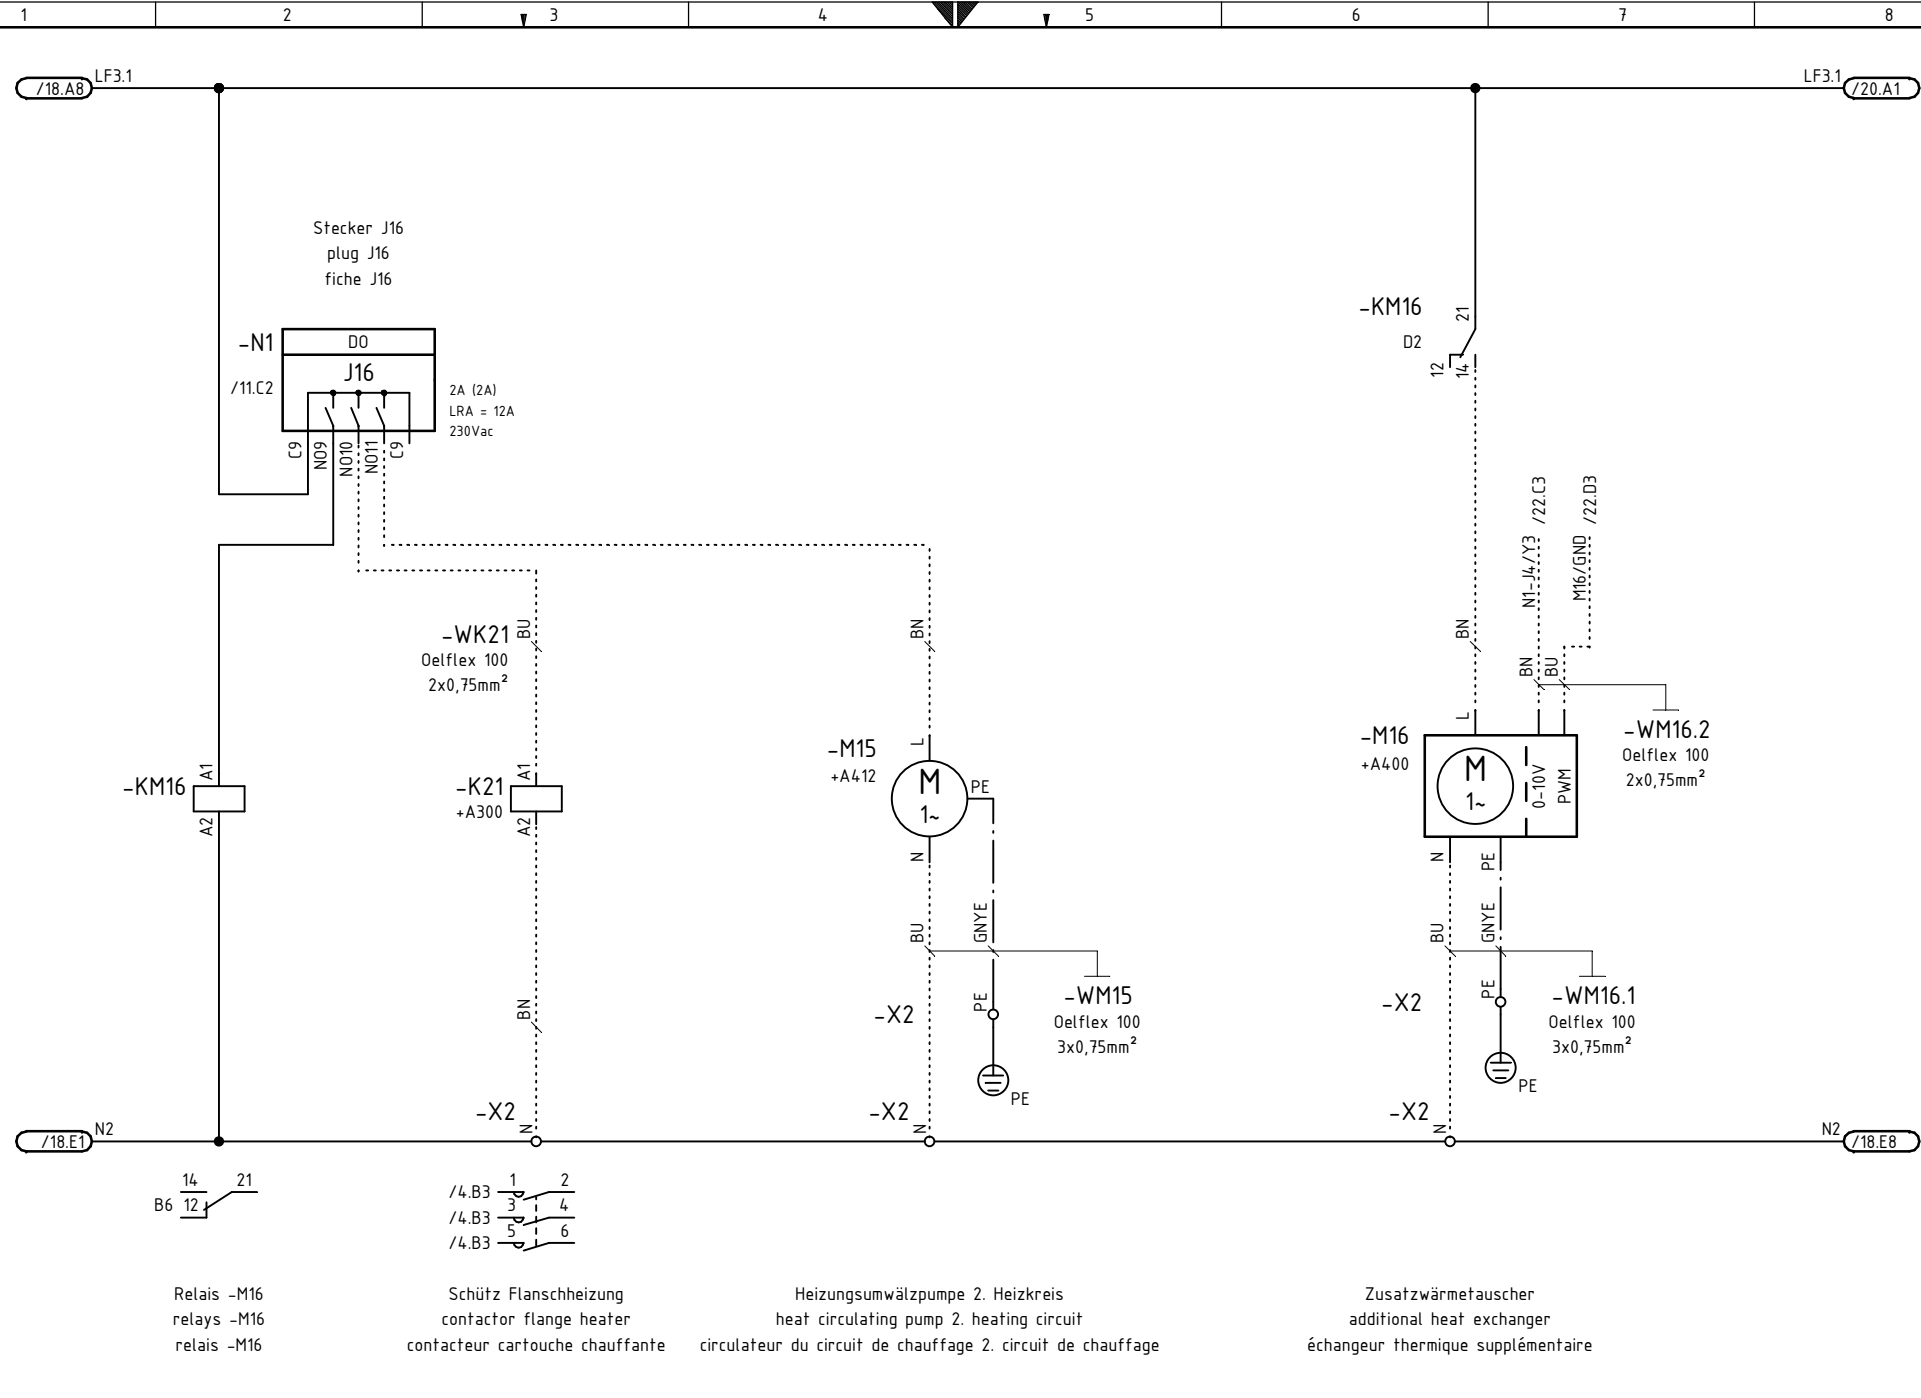 1 2 3 4 5 6 7 8
/18.A8 LF3.1
LF3.1 /20.A1
Stecker J16
plug J16
fiche J16
-N1
/11.C2
DO
J16
2A (2A)
LRA = 12A
230Vac
C9 NO9 NO10 NO11 C9
-KM16
D2
21
12 14
N1-J4/Y3 /22.C3
M16/GND /22.D3
-WK21
Oelflex 100
2x0,75mm²
BU
BN
BN
BN BU
-WM16.2
Oelflex 100
2x0,75mm²
-KM16
A1
A2
-K21
+A300
A1
A2
-M15
+A412
L
M
1~
PE
N
-M16
+A400
L
M
1~
0-10V
PWM
N PE
BN
BU GNYE
-WM15
Oelflex 100
3x0,75mm²
-X2
PE
PE
BU GNYE
-WM16.1
Oelflex 100
3x0,75mm²
-X2
PE
PE
-X2
N
-X2
N
-X2
N
/18.E1 N2
N2 /18.E8
14 21
B6 12
/4.B3 1 2
/4.B3 3 4
/4.B3 5 6
Relais -M16
relays -M16
relais -M16
Schütz Flanschheizung
contactor flange heater
contacteur cartouche chauffante
Heizungsumwälzpumpe 2. Heizkreis
heat circulating pump 2. heating circuit
circulateur du circuit de chauffage 2. circuit de chauffage
Zusatzwärmetauscher
additional heat exchanger
échangeur thermique supplémentaire